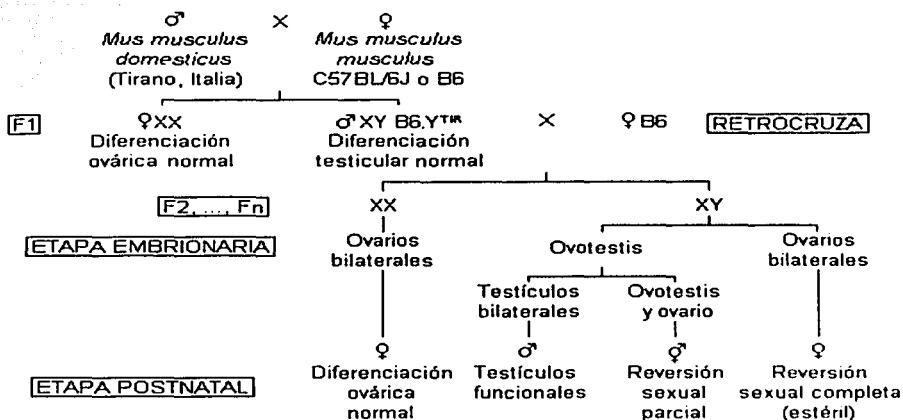 ♂ X ♀
Mus musculus domesticus (Tirano, Italia)
Mus musculus musculus C57BL/6J o B6
F1
♀XX
Diferenciación
ovárica normal
♂ XY B6.Yᵀᴵᴿ
Diferenciación
testicular normal
X
♀ B6
RETROCRUZA
F2, ..., Fn
XX
XY
ETAPA EMBRIONARIA
Ovarios
bilaterales
Ovotestis
Ovarios
bilaterales
Testículos
bilaterales
Ovotestis
y ovario
ETAPA POSTNATAL
♀
Diferenciación
ovárica
normal
♂
Testículos
funcionales
⚥
Reversión
sexual
parcial
♀
Reversión
sexual completa
(estéril)